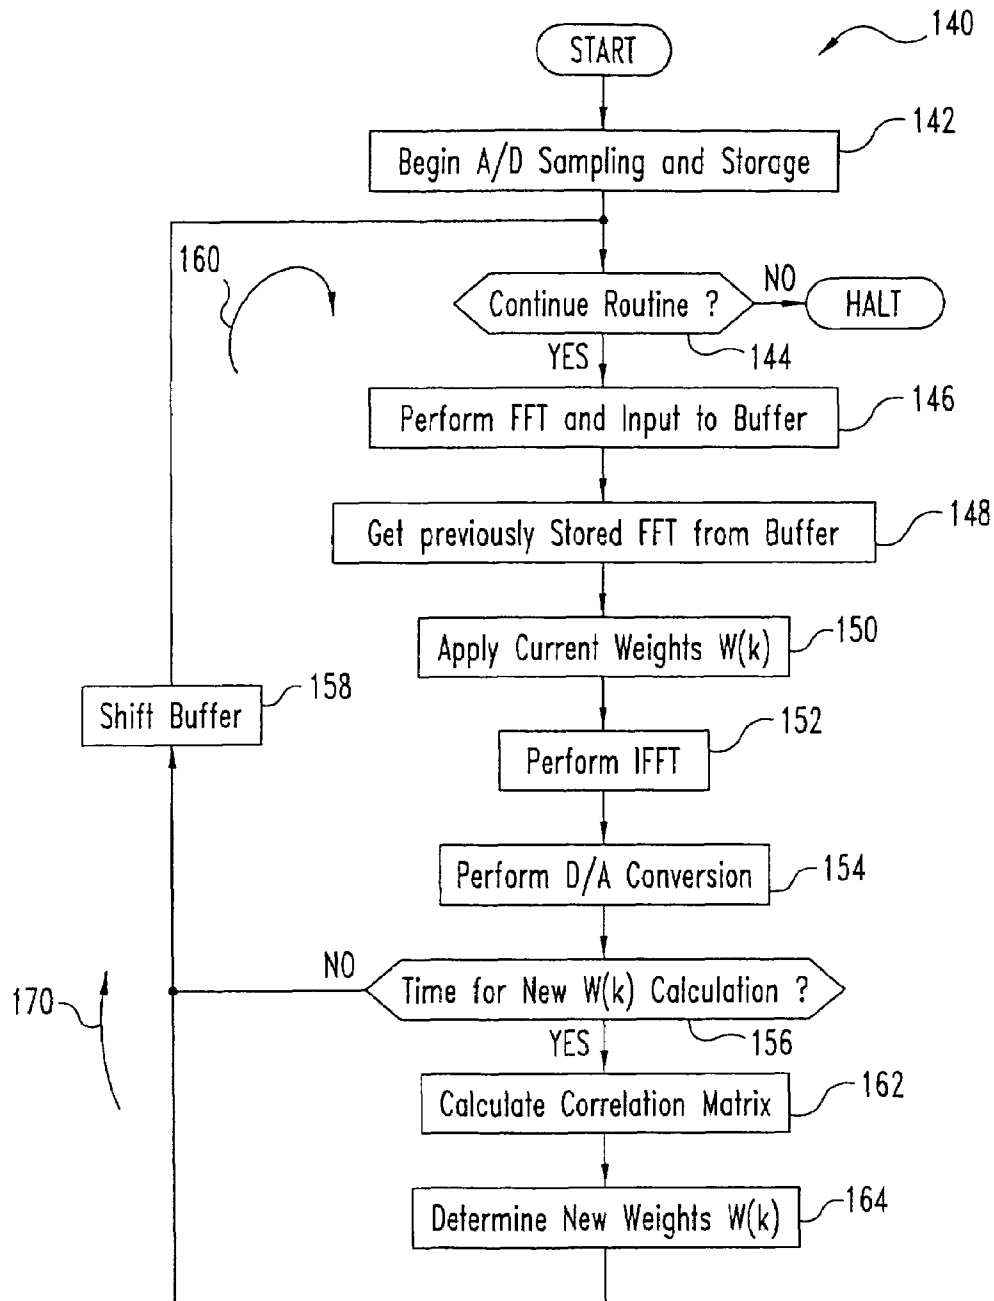 140
START
142
Begin A/D Sampling and Storage
160
Continue Routine ?
NO
HALT
144
YES
146
Perform FFT and Input to Buffer
148
Get previously Stored FFT from Buffer
150
Apply Current Weights W(k)
158
Shift Buffer
152
Perform IFFT
154
Perform D/A Conversion
NO
Time for New W(k) Calculation ?
170
156
YES
162
Calculate Correlation Matrix
164
Determine New Weights W(k)